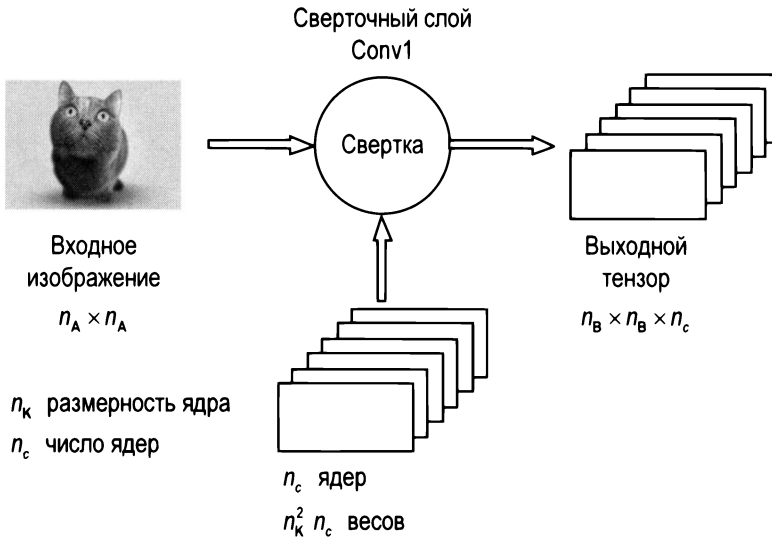 Сверточный слой
Conv1
Свертка
Входное
изображение
n_A × n_A
Выходной
тензор
n_B × n_B × n_c
n_K размерность ядра
n_c число ядер
n_c ядер
n_K^2 n_c весов